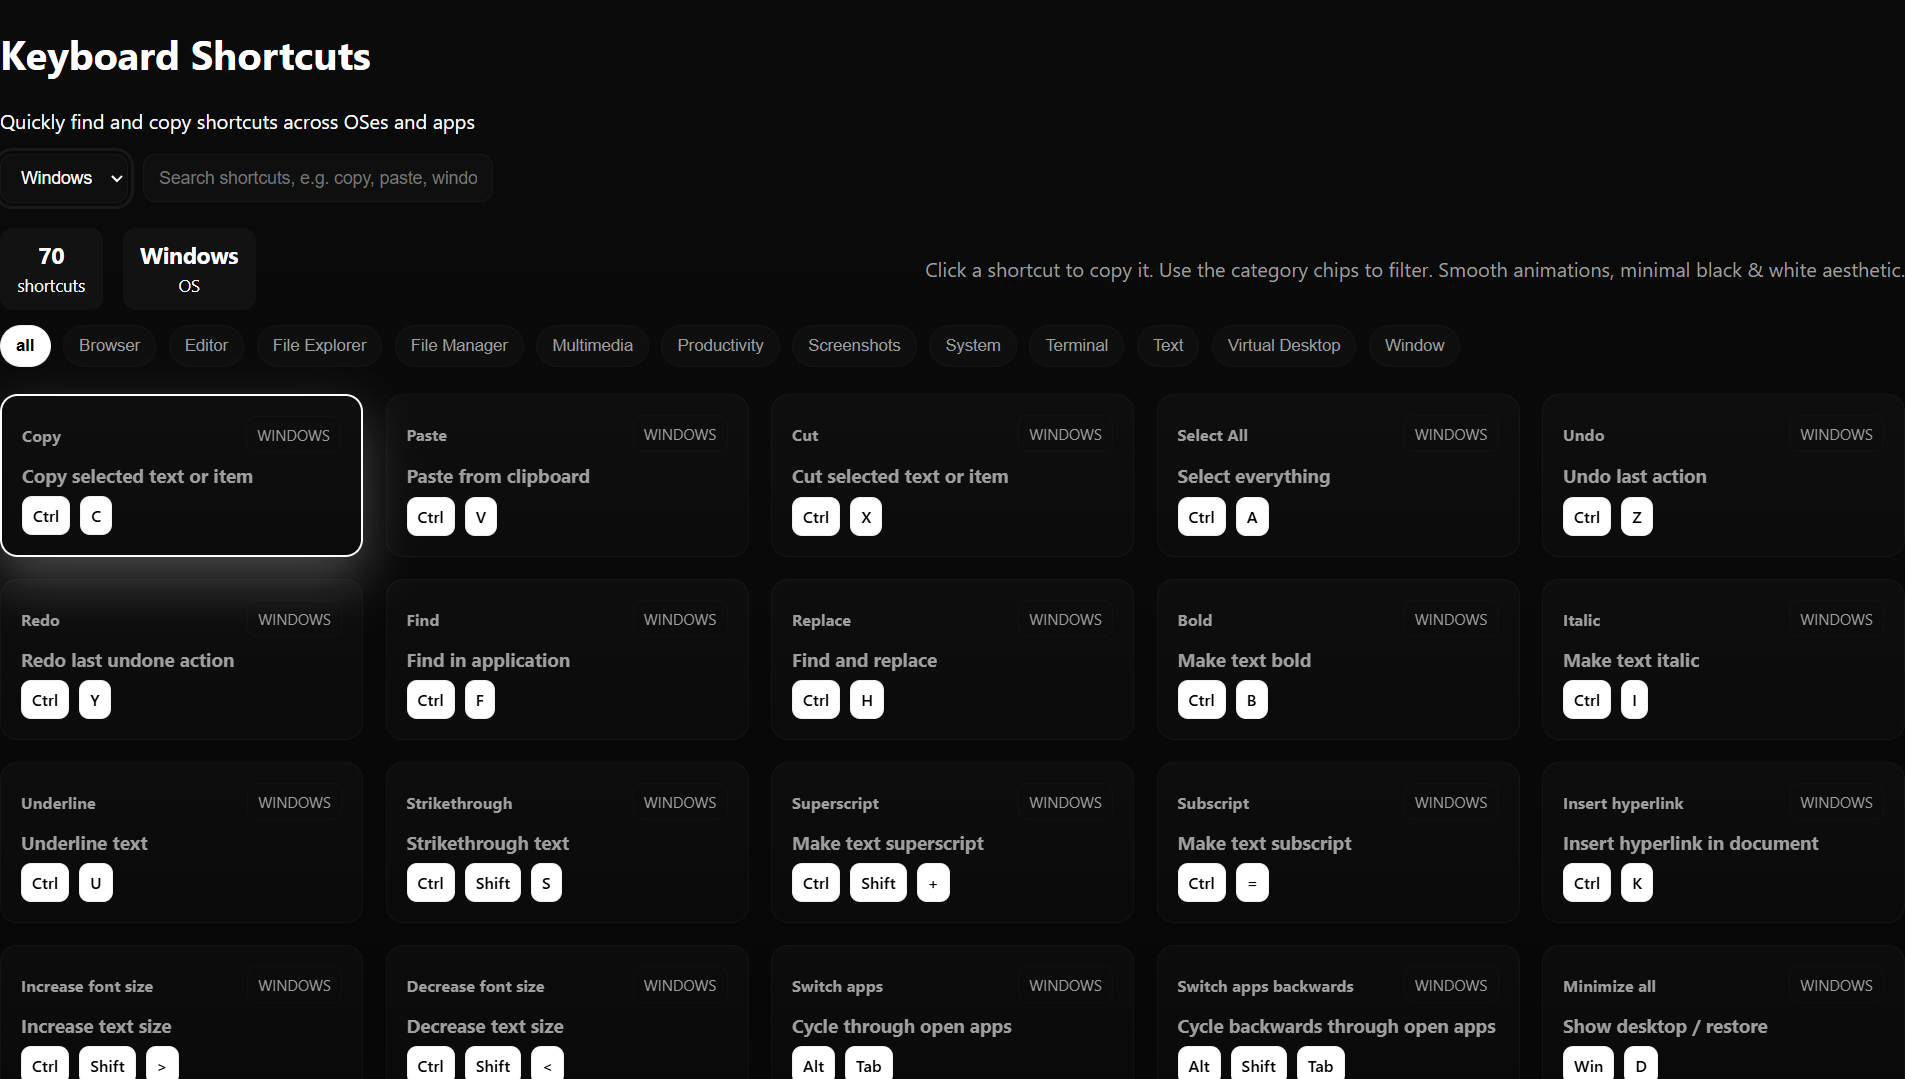 Keyboard Shortcuts
Quickly find and copy shortcuts across OSes and apps
Windows
Search shortcuts, e.g. copy, paste, windo
70
shortcuts
Windows
OS
Click a shortcut to copy it. Use the category chips to filter. Smooth animations, minimal black & white aesthetic.
all Browser Editor File Explorer File Manager Multimedia Productivity Screenshots System Terminal Text Virtual Desktop Window
Copy WINDOWS
Copy selected text or item
Ctrl C
Paste WINDOWS
Paste from clipboard
Ctrl V
Cut WINDOWS
Cut selected text or item
Ctrl X
Select All WINDOWS
Select everything
Ctrl A
Undo WINDOWS
Undo last action
Ctrl Z
Redo WINDOWS
Redo last undone action
Ctrl Y
Find WINDOWS
Find in application
Ctrl F
Replace WINDOWS
Find and replace
Ctrl H
Bold WINDOWS
Make text bold
Ctrl B
Italic WINDOWS
Make text italic
Ctrl I
Underline WINDOWS
Underline text
Ctrl U
Strikethrough WINDOWS
Strikethrough text
Ctrl Shift S
Superscript WINDOWS
Make text superscript
Ctrl Shift +
Subscript WINDOWS
Make text subscript
Ctrl =
Insert hyperlink WINDOWS
Insert hyperlink in document
Ctrl K
Increase font size WINDOWS
Increase text size
Ctrl Shift >
Decrease font size WINDOWS
Decrease text size
Ctrl Shift <
Switch apps WINDOWS
Cycle through open apps
Alt Tab
Switch apps backwards WINDOWS
Cycle backwards through open apps
Alt Shift Tab
Minimize all WINDOWS
Show desktop / restore
Win D